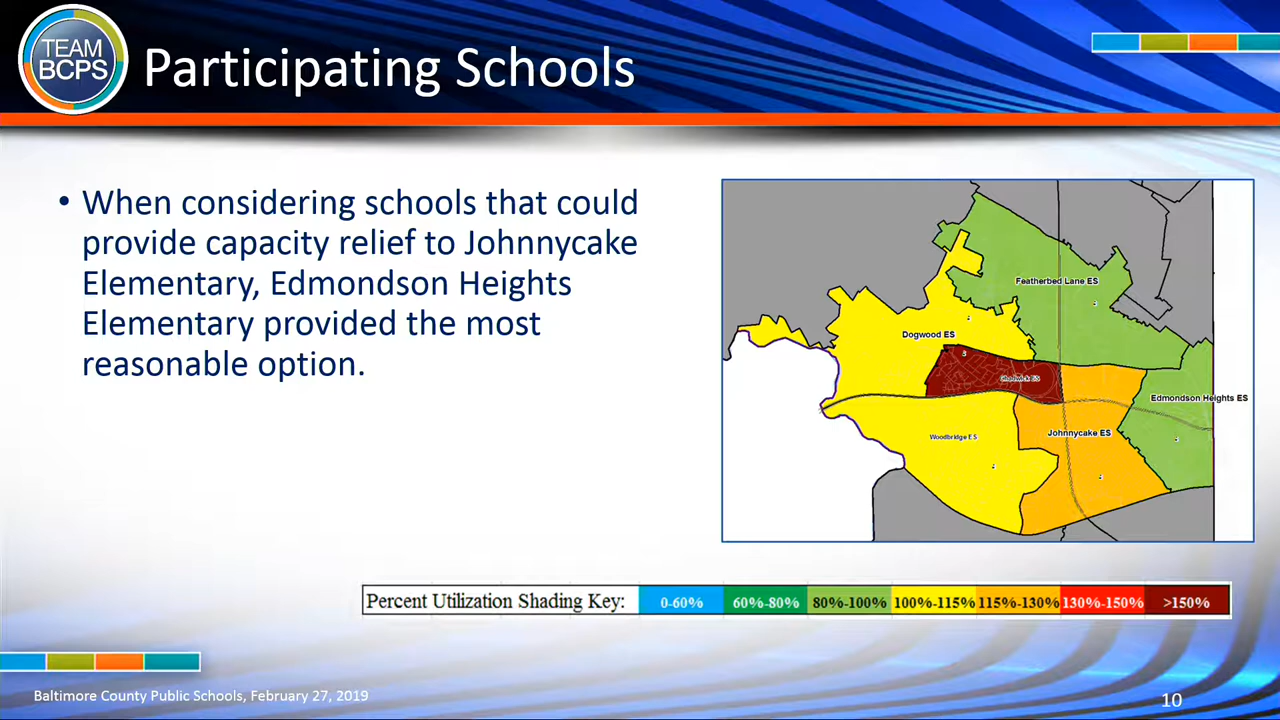 TEAM
BCPS
Participating Schools
• When considering schools that could
provide capacity relief to Johnnycake
Elementary, Edmondson Heights
Elementary provided the most
reasonable option.
Featherbed Lane ES
Dogwood ES
Chadwick ES
Edmondson Heights ES
Woodbridge ES
Johnnycake ES
Percent Utilization Shading Key: 0-60% 60%-80% 80%-100% 100%-115% 115%-130% 130%-150% >150%
Baltimore County Public Schools, February 27, 2019
10